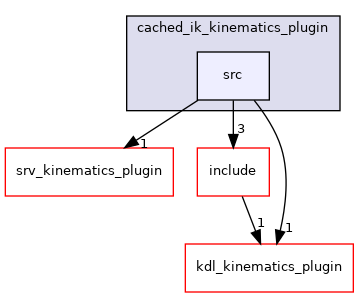 cached_ik_kinematics_plugin
src
1
3
srv_kinematics_plugin
include
1
1
kdl_kinematics_plugin